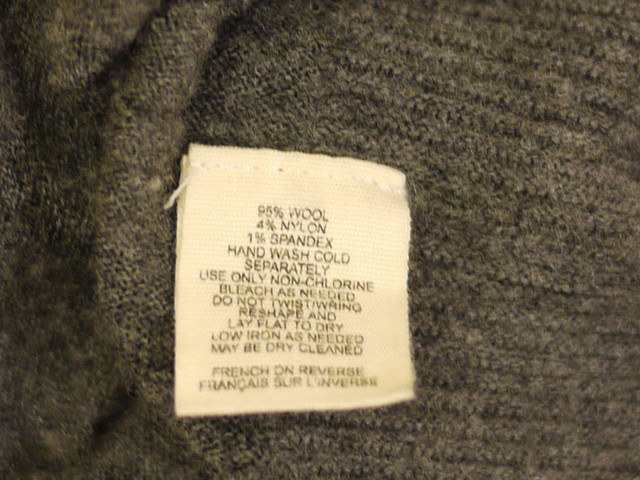 95% WOOL
4% NYLON
1% SPANDEX
HAND WASH COLD
SEPARATELY
USE ONLY NON-CHLORINE
BLEACH AS NEEDED
DO NOT TWIST/WRING
RESHAPE AND
LAY FLAT TO DRY
LOW IRON AS NEEDED
MAY BE DRY CLEANED
FRENCH ON REVERSE
FRANÇAIS SUR L'INVERSE